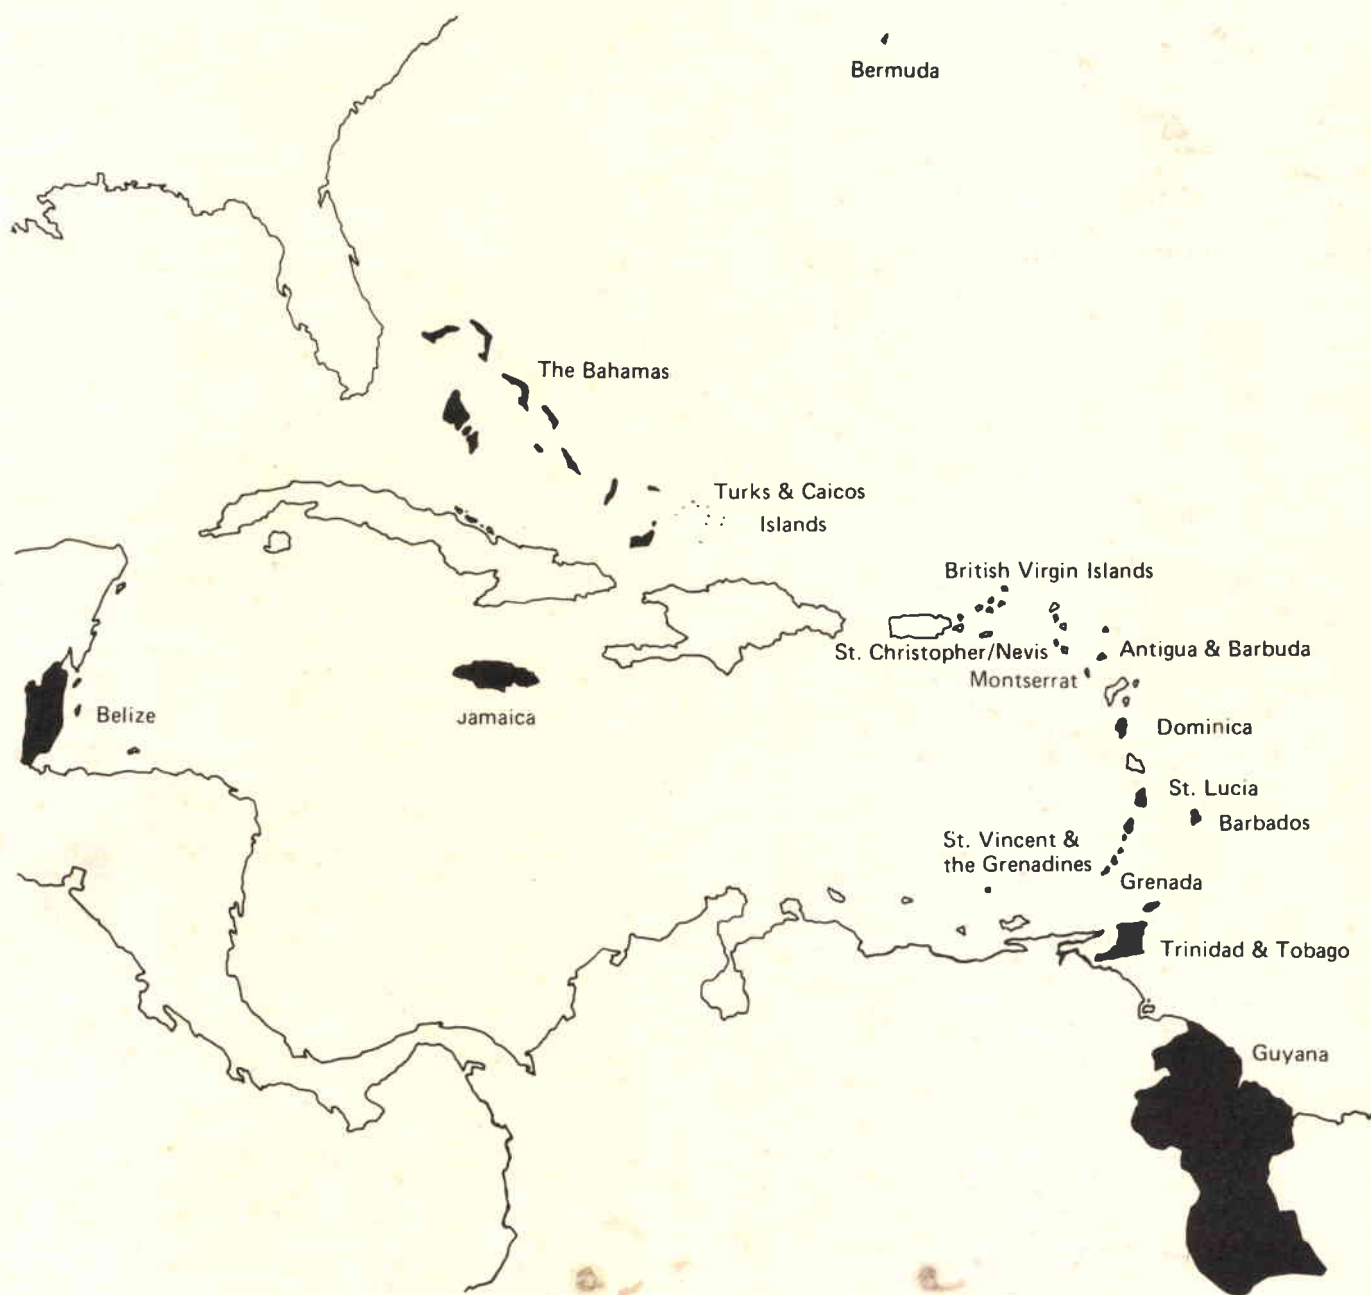 Bermuda
The Bahamas
Turks & Caicos
Islands
British Virgin Islands
St. Christopher/Nevis
Antigua & Barbuda
Montserrat
Belize
Jamaica
Dominica
St. Lucia
Barbados
St. Vincent &
the Grenadines
Grenada
Trinidad & Tobago
Guyana